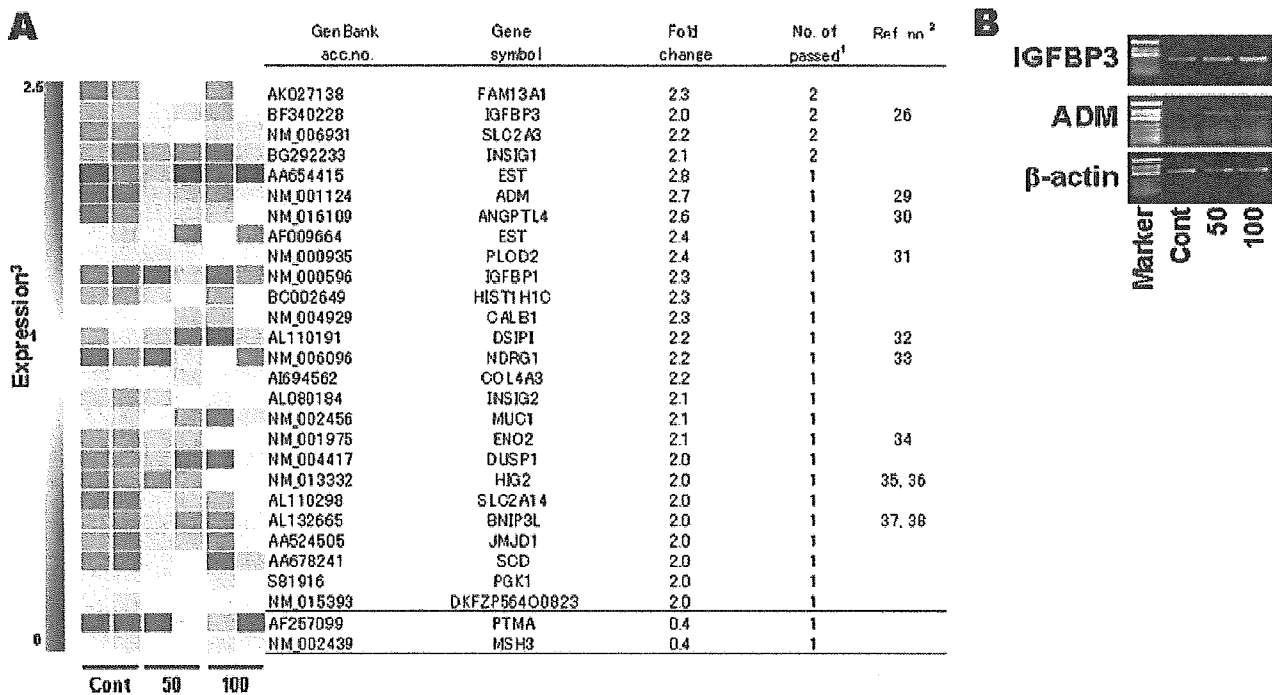 A
GenBank acc.no. Gene symbol Fold change No. of passed¹ Ref. no ²
AK027138 FAM13A1 2.3 2
BF340228 IGFBP3 2.0 2 26
NM_006931 SLC2A3 2.2 2
BG292233 INSIG1 2.1 2
AA654415 EST 2.8 1
NM_001124 ADM 2.7 1 29
NM_016109 ANGPTL4 2.6 1 30
AF009664 EST 2.4 1
NM_000935 PLOD2 2.4 1 31
NM_000596 IGFBP1 2.3 1
BC002649 HIST1H1C 2.3 1
NM_004929 CALB1 2.3 1
AL110191 DSIPI 2.2 1 32
NM_006096 NDRG1 2.2 1 33
AI694562 COL4A3 2.2 1
AL080184 INSIG2 2.1 1
NM_002456 MUC1 2.1 1
NM_001975 ENO2 2.1 1 34
NM_004417 DUSP1 2.0 1
NM_013332 HIG2 2.0 1 35, 36
AL110298 SLC2A14 2.0 1
AL132665 BNIP3L 2.0 1 37, 38
AA524505 JMJD1 2.0 1
AA678241 SCD 2.0 1
S81916 PGK1 2.0 1
NM_015393 DKFZP564O0823 2.0 1
AF257099 PTMA 0.4 1
NM_002439 MSH3 0.4 1
2.5
1
0
Expression³
Cont 50 100
B
IGFBP3
ADM
β-actin
Marker
Cont
50
100